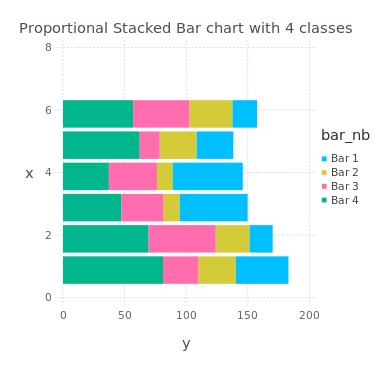 Proportional Stacked Bar chart with 4 classes
8
6
4
2
0
x
0 50 100 150 200
y
bar_nb
Bar 1
Bar 2
Bar 3
Bar 4